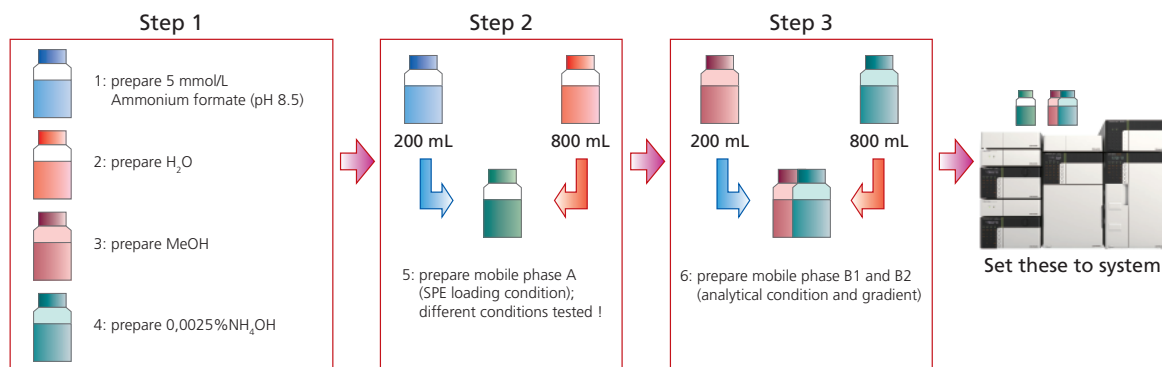 Step 1
1: prepare 5 mmol/L
Ammonium formate (pH 8.5)
2: prepare H₂O
3: prepare MeOH
4: prepare 0,0025%NH₄OH
Step 2
200 mL
800 mL
5: prepare mobile phase A
(SPE loading condition);
different conditions tested !
Step 3
200 mL
800 mL
6: prepare mobile phase B1 and B2
(analytical condition and gradient)
Set these to system